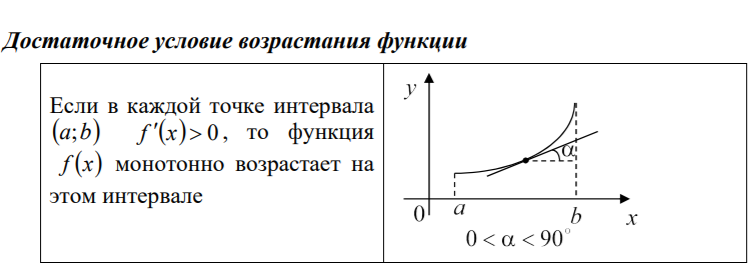 Достаточное условие возрастания функции
Если в каждой точке интервала
(a;b) f′(x)>0, то функция
f(x) монотонно возрастает на
этом интервале
y
α
0 a b x
0 < α < 90°